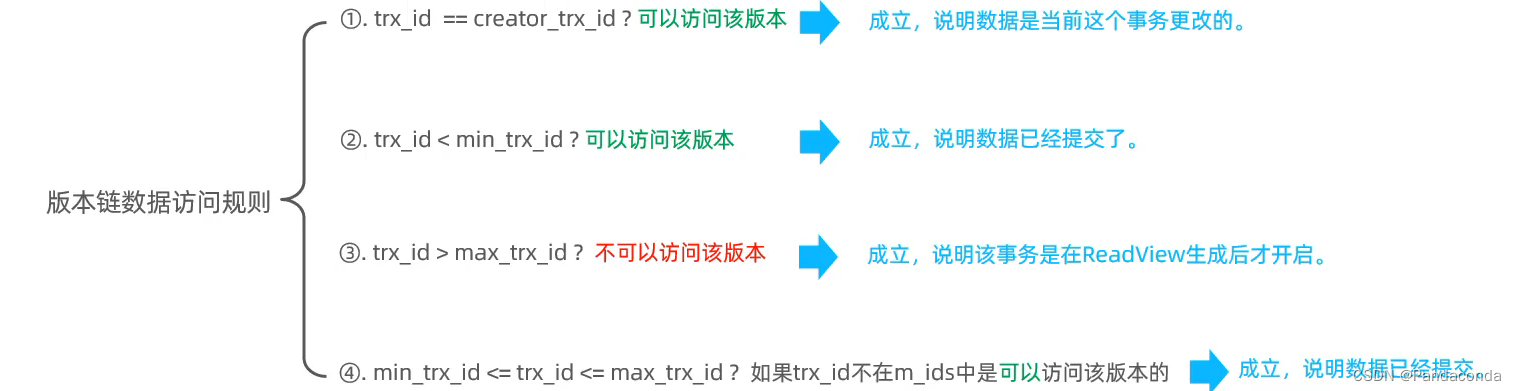 ①. trx_id == creator_trx_id ? 可以访问该版本 成立，说明数据是当前这个事务更改的。
②. trx_id < min_trx_id ? 可以访问该版本 成立，说明数据已经提交了。
版本链数据访问规则
③. trx_id > max_trx_id ? 不可以访问该版本 成立，说明该事务是在ReadView生成后才开启。
④. min_trx_id <= trx_id <= max_trx_id ? 如果trx_id不在m_ids中是可以访问该版本的 成立，说明数据已经提交。
CSDN @Pandaconda